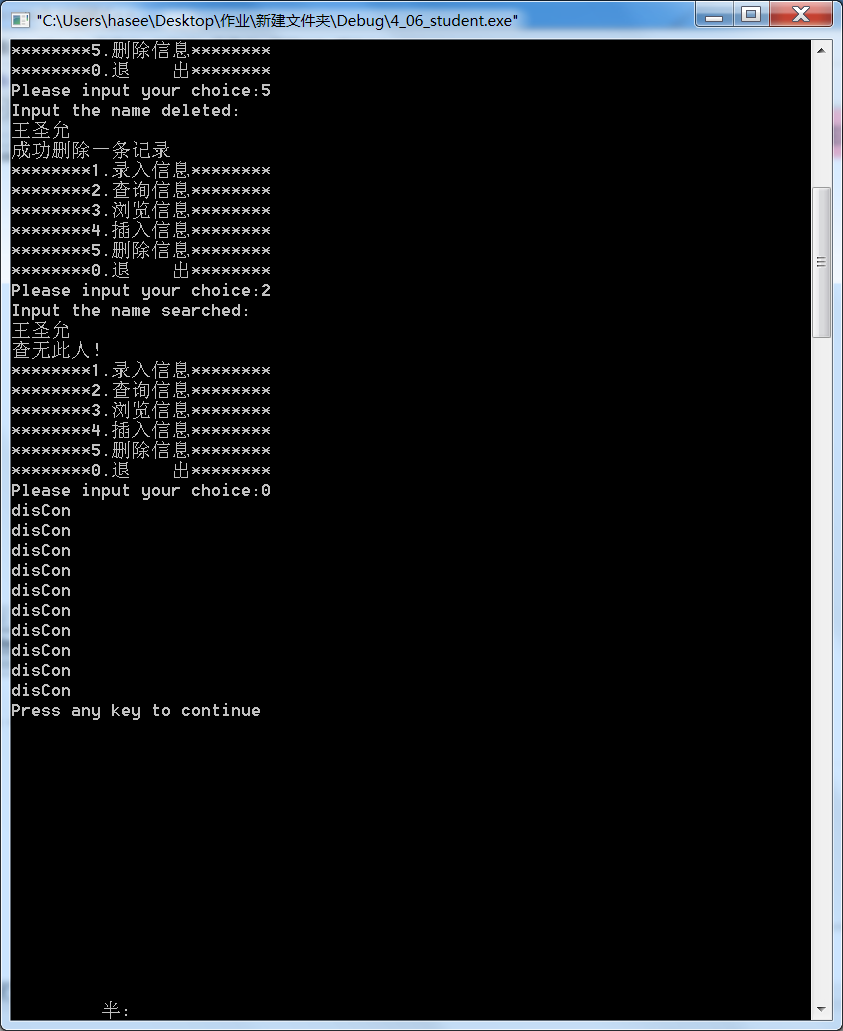 "C:\Users\hasee\Desktop\作业\新建文件夹\Debug\4_06_student.exe"
********5.删除信息********
********0.退    出********
Please input your choice:5
Input the name deleted:
王圣允
成功删除一条记录
********1.录入信息********
********2.查询信息********
********3.浏览信息********
********4.插入信息********
********5.删除信息********
********0.退    出********
Please input your choice:2
Input the name searched:
王圣允
查无此人!
********1.录入信息********
********2.查询信息********
********3.浏览信息********
********4.插入信息********
********5.删除信息********
********0.退    出********
Please input your choice:0
disCon
disCon
disCon
disCon
disCon
disCon
disCon
disCon
disCon
disCon
Press any key to continue
半: